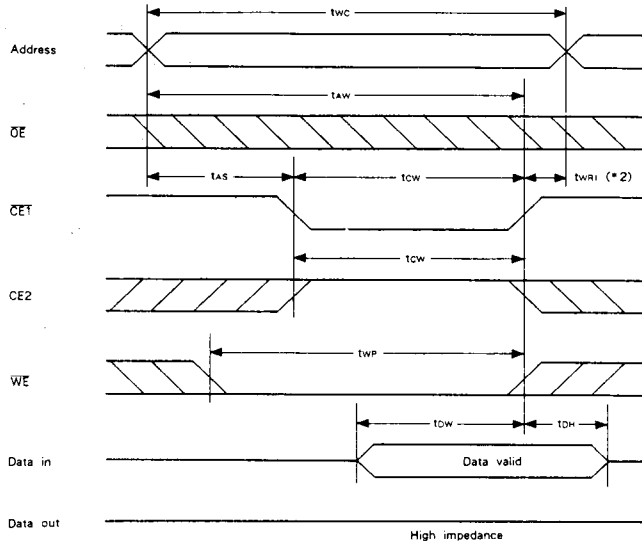 tWC
Address
tAW
OE
tAS
tCW
tWR1 (*2)
CE1
tCW
CE2
tWP
WE
tDW
tDH
Data in
Data valid
Data out
High impedance